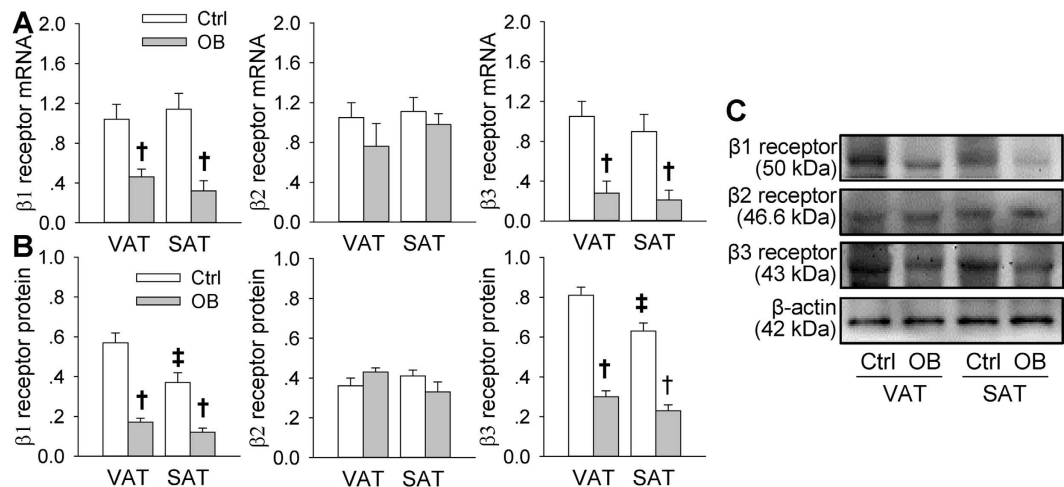 A
β1 receptor mRNA
2.0
1.6
1.2
.8
.4
0.0
Ctrl
OB
†
†
VAT SAT
β2 receptor mRNA
2.0
1.6
1.2
.8
.4
0.0
VAT SAT
β3 receptor mRNA
2.0
1.6
1.2
.8
.4
0.0
†
†
VAT SAT
B
β1 receptor protein
1.0
.8
.6
.4
.2
0.0
Ctrl
OB
†
‡
†
VAT SAT
β2 receptor protein
1.0
.8
.6
.4
.2
0.0
VAT SAT
β3 receptor protein
1.0
.8
.6
.4
.2
0.0
†
‡
†
VAT SAT
C
β1 receptor
(50 kDa)
β2 receptor
(46.6 kDa)
β3 receptor
(43 kDa)
β-actin
(42 kDa)
Ctrl OB Ctrl OB
VAT SAT